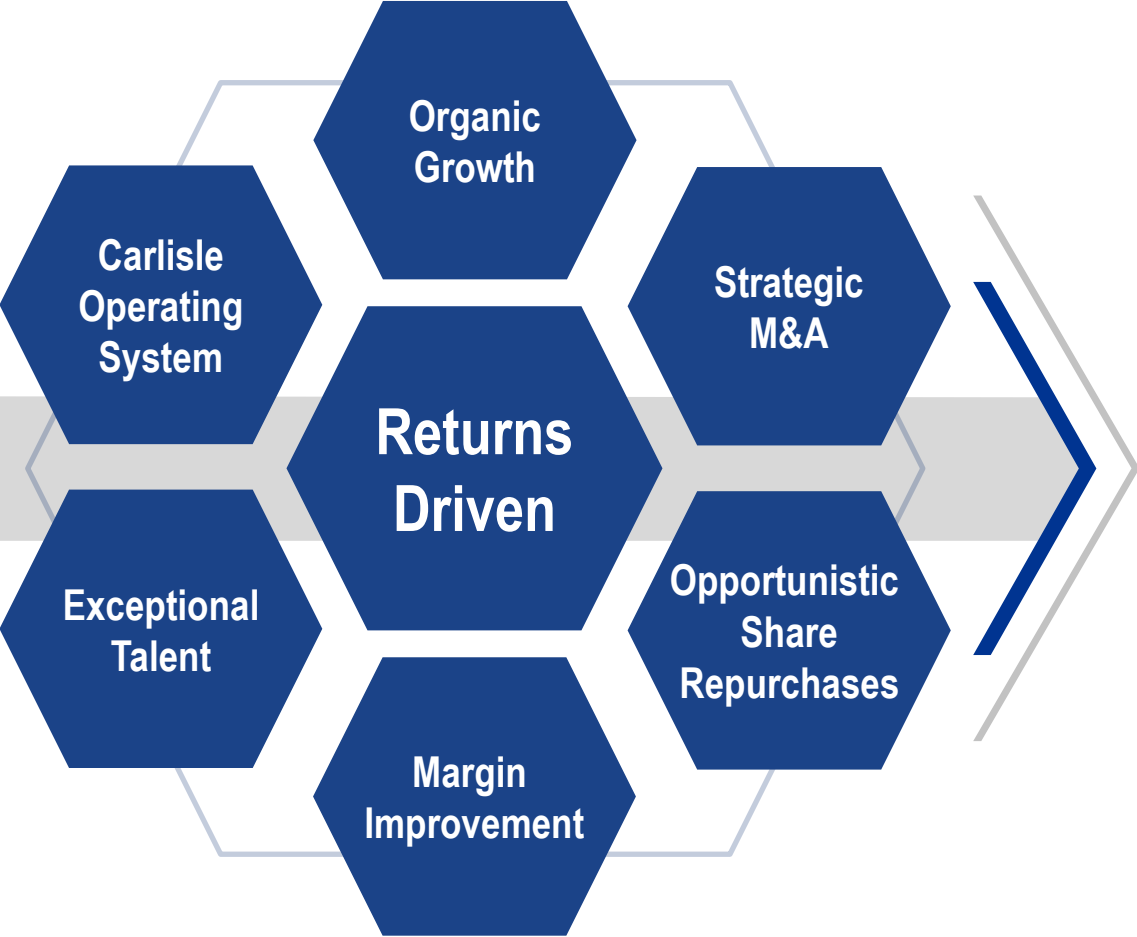 Organic
Growth
Carlisle
Operating
System
Strategic
M&A
Returns
Driven
Exceptional
Talent
Opportunistic
Share
Repurchases
Margin
Improvement